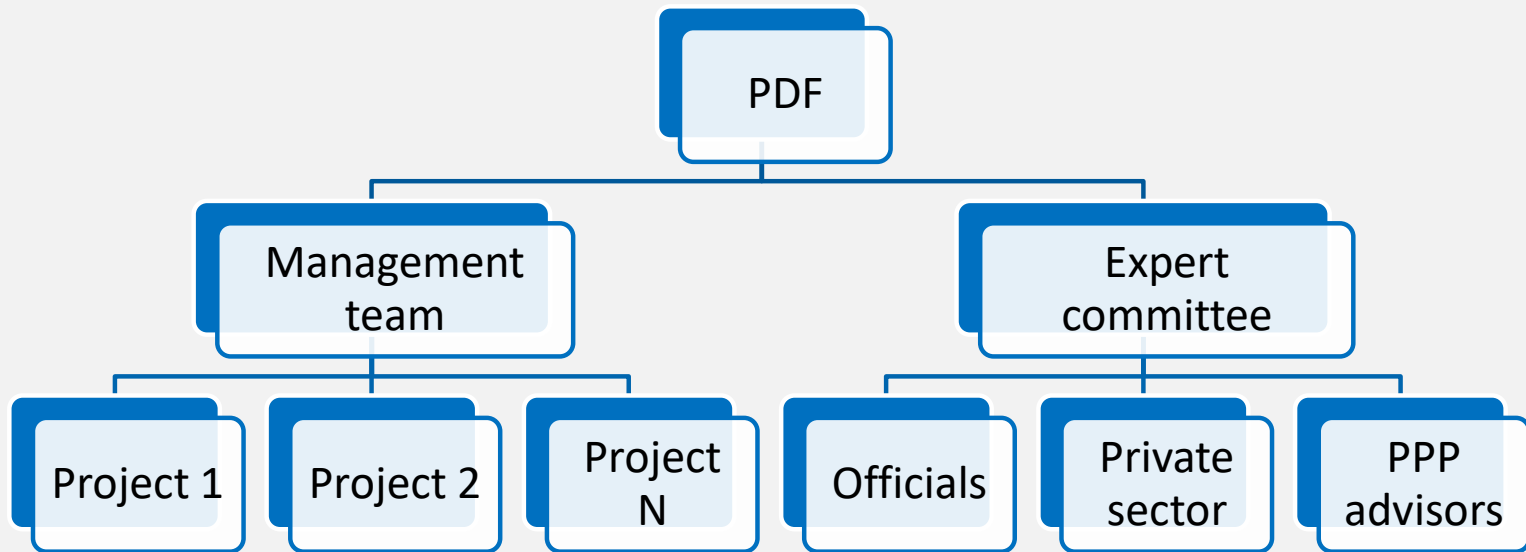 PDF
Management
team
Expert
committee
Project 1
Project 2
Project
N
Officials
Private
sector
PPP
advisors